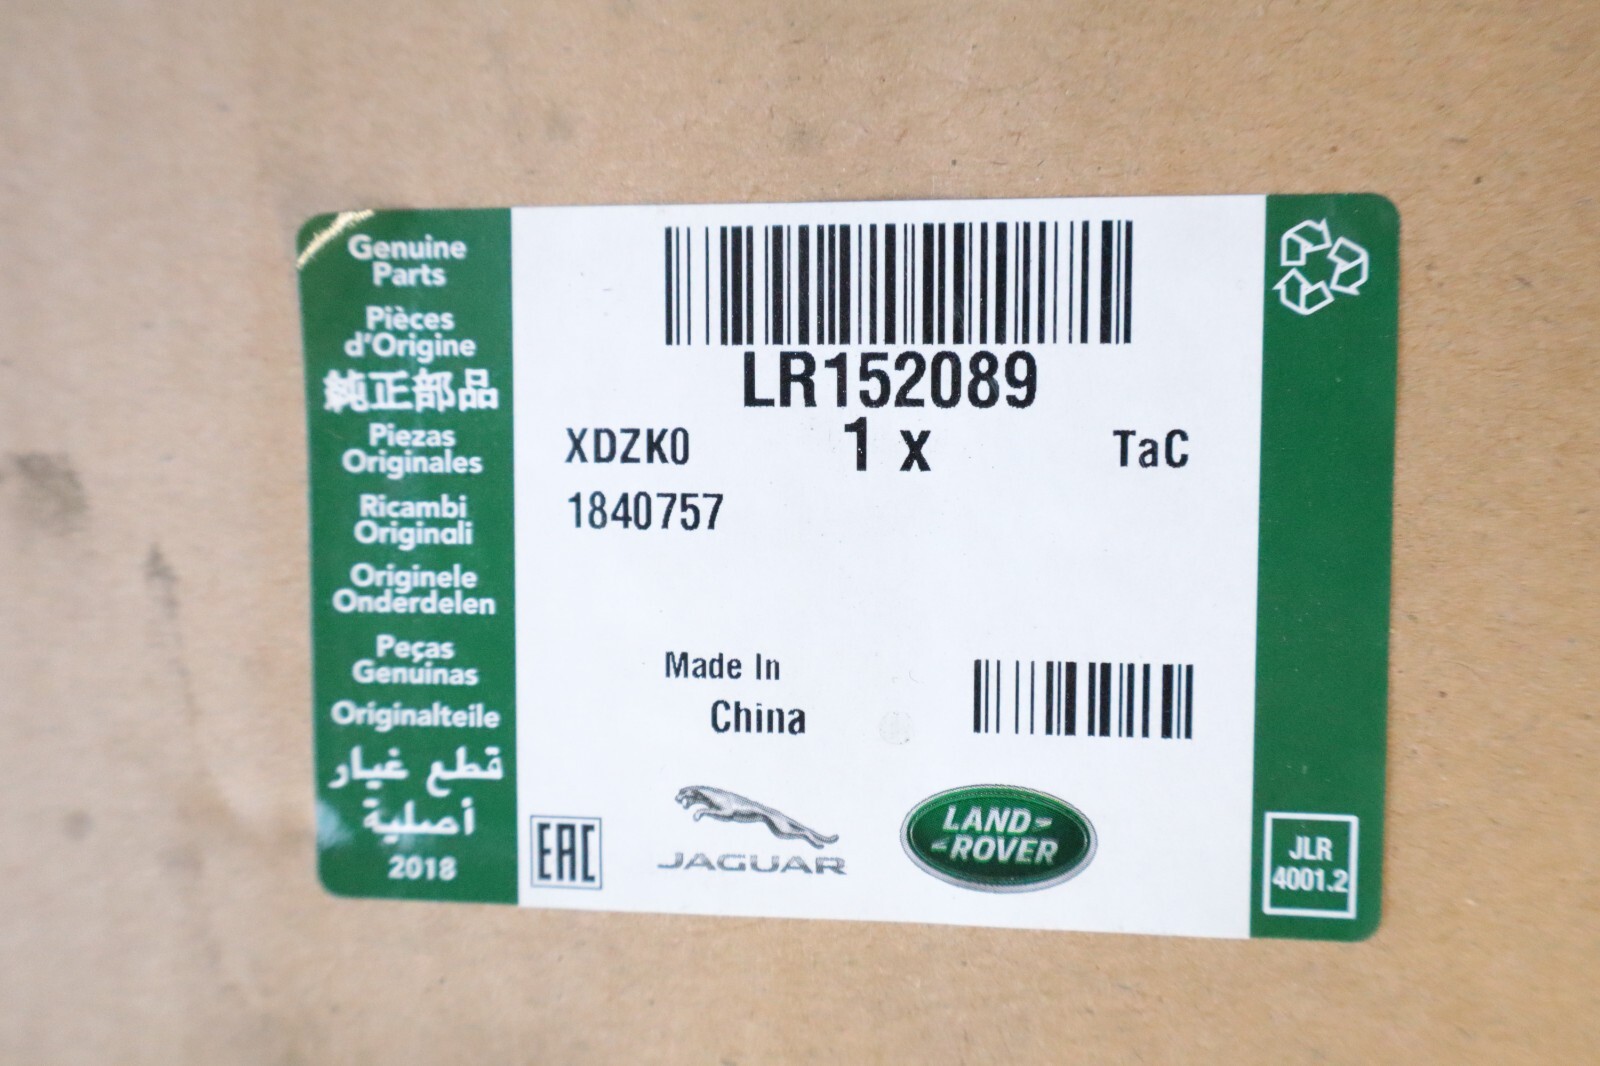 Genuine
Parts
Pièces
d'Origine
純正部品
Piezas
Originales
Ricambi
Originali
Originele
Onderdelen
Peças
Genuinas
Originalteile
قطع غيار
أصلية
2018
LR152089
XDZK0 1 x TaC
1840757
Made In
China
EAC
JAGUAR
LAND
ROVER
JLR
4001.2